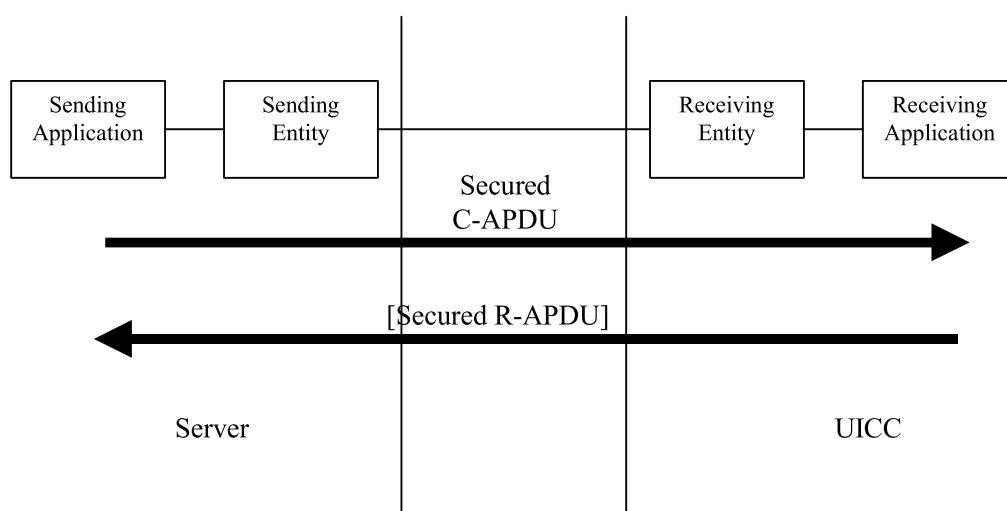 Sending
Application
Sending
Entity
Receiving
Entity
Receiving
Application
Secured
C-APDU
[Secured R-APDU]
Server
UICC